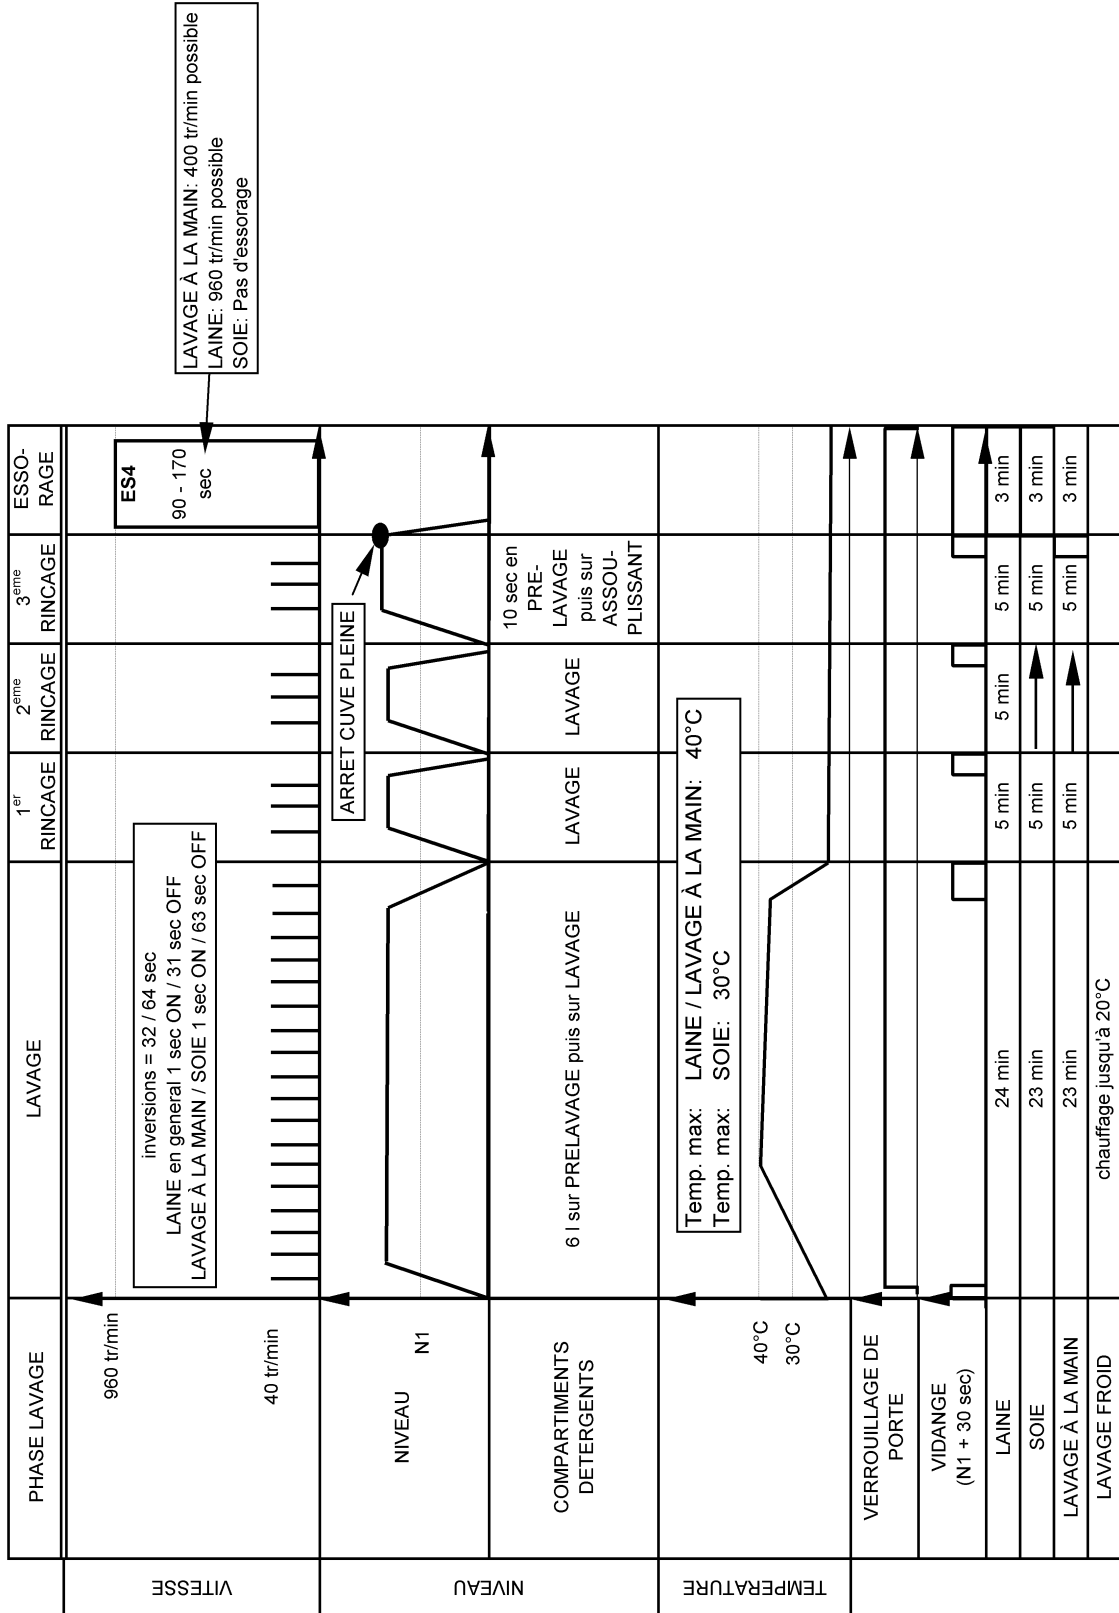 PHASE LAVAGE
LAVAGE
1er
RINCAGE
2eme
RINCAGE
3eme
RINCAGE
ESSO-
RAGE
VITESSE
960 tr/min
40 tr/min
inversions = 32 / 64 sec
LAINE en general 1 sec ON / 31 sec OFF
LAVAGE À LA MAIN / SOIE 1 sec ON / 63 sec OFF
ES4
90 - 170
sec
LAVAGE À LA MAIN: 400 tr/min possible
LAINE: 960 tr/min possible
SOIE: Pas d'essorage
NIVEAU
NIVEAU
N1
ARRET CUVE PLEINE
COMPARTIMENTS
DETERGENTS
6 l sur PRELAVAGE puis sur LAVAGE
LAVAGE
LAVAGE
10 sec en
PRE-
LAVAGE
puis sur
ASSOU-
PLISSANT
TEMPERATURE
40°C
30°C
Temp. max: LAINE / LAVAGE À LA MAIN: 40°C
Temp. max: SOIE: 30°C
VERROUILLAGE DE
PORTE
VIDANGE
(N1 + 30 sec)
LAINE 24 min 5 min 5 min 5 min 3 min
SOIE 23 min 5 min 5 min 3 min
LAVAGE À LA MAIN 23 min 5 min 5 min 3 min
LAVAGE FROID chauffage jusqu'à 20°C